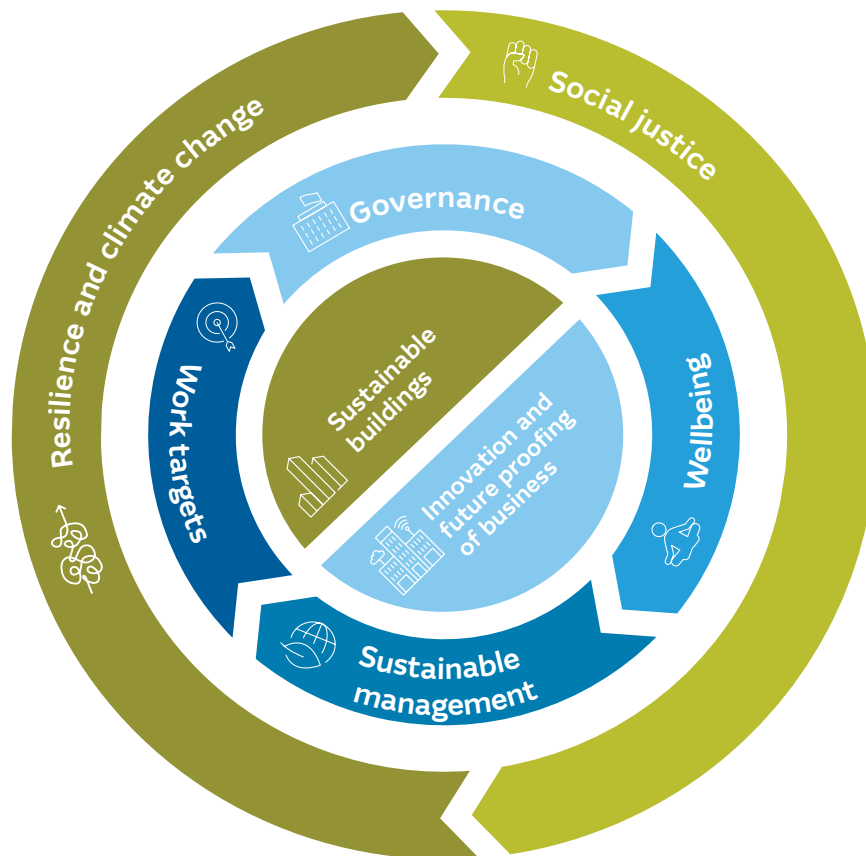 Resilience and climate change
Social justice
Governance
Wellbeing
Sustainable
management
Work targets
Sustainable
buildings
Innovation and
future proofing
of business